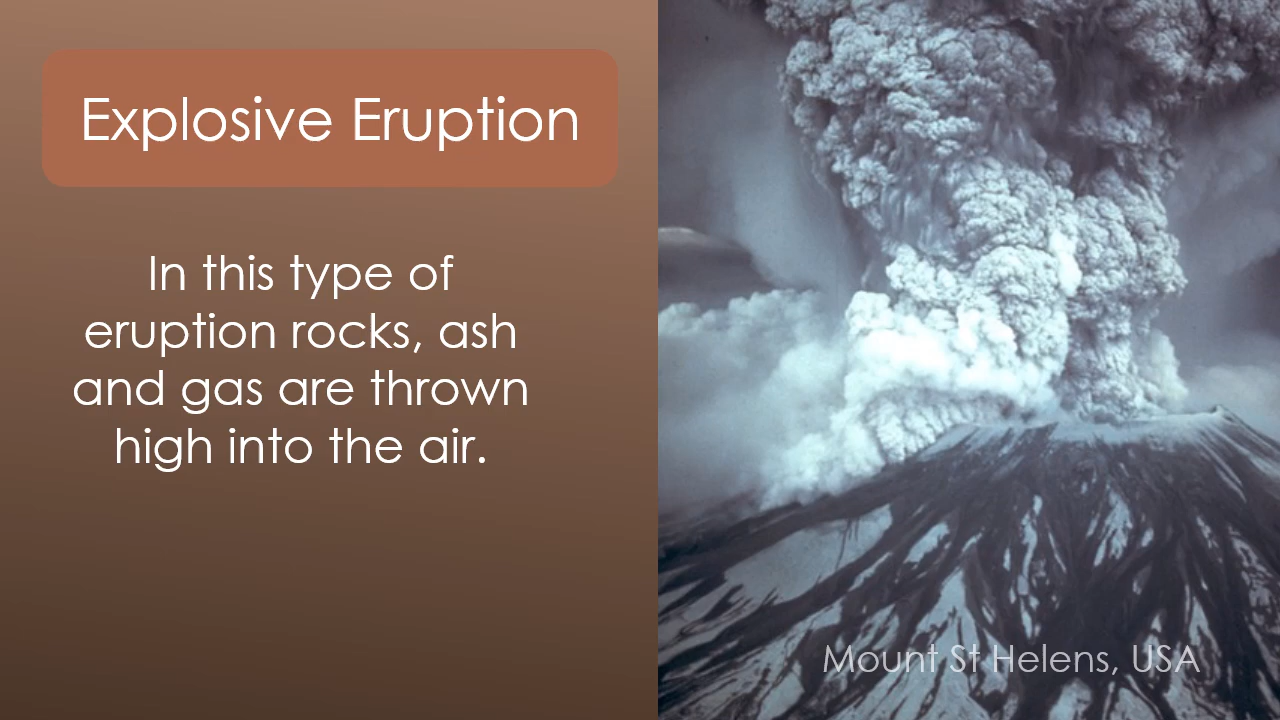 Explosive Eruption
In this type of
eruption rocks, ash
and gas are thrown
high into the air.
Mount St Helens, USA